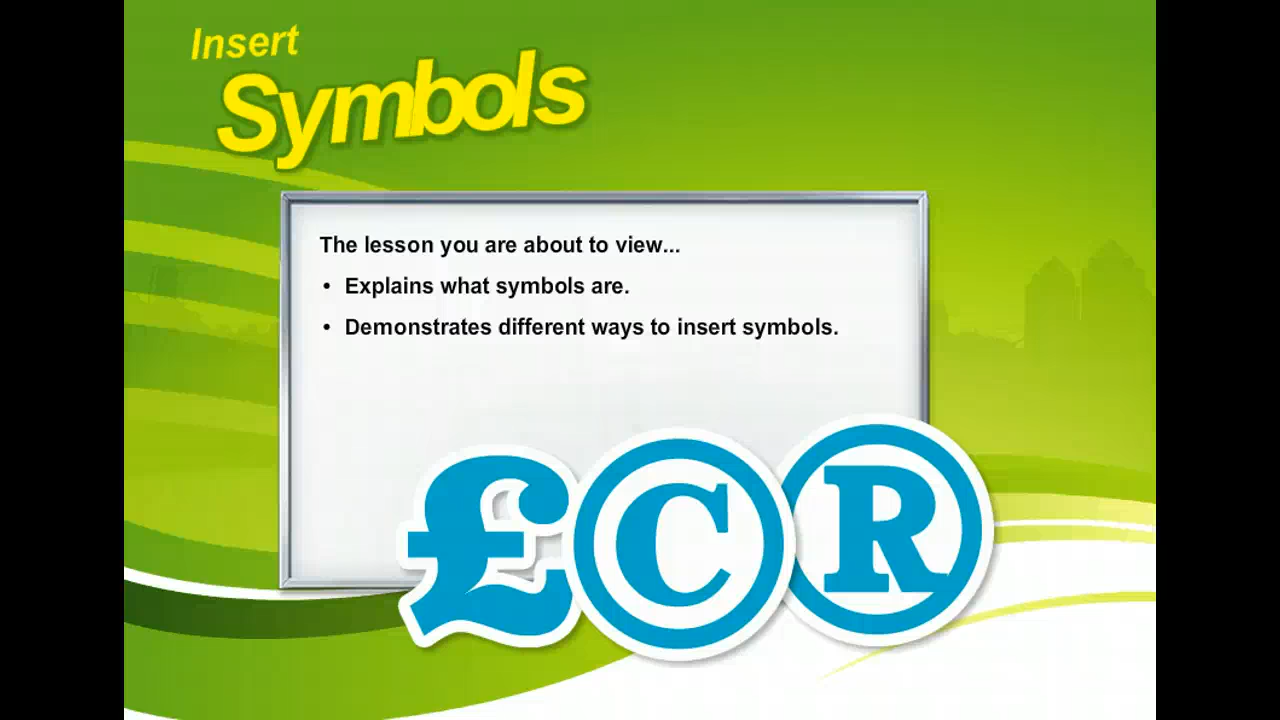 Insert
Symbols
The lesson you are about to view...
• Explains what symbols are.
• Demonstrates different ways to insert symbols.
£©®